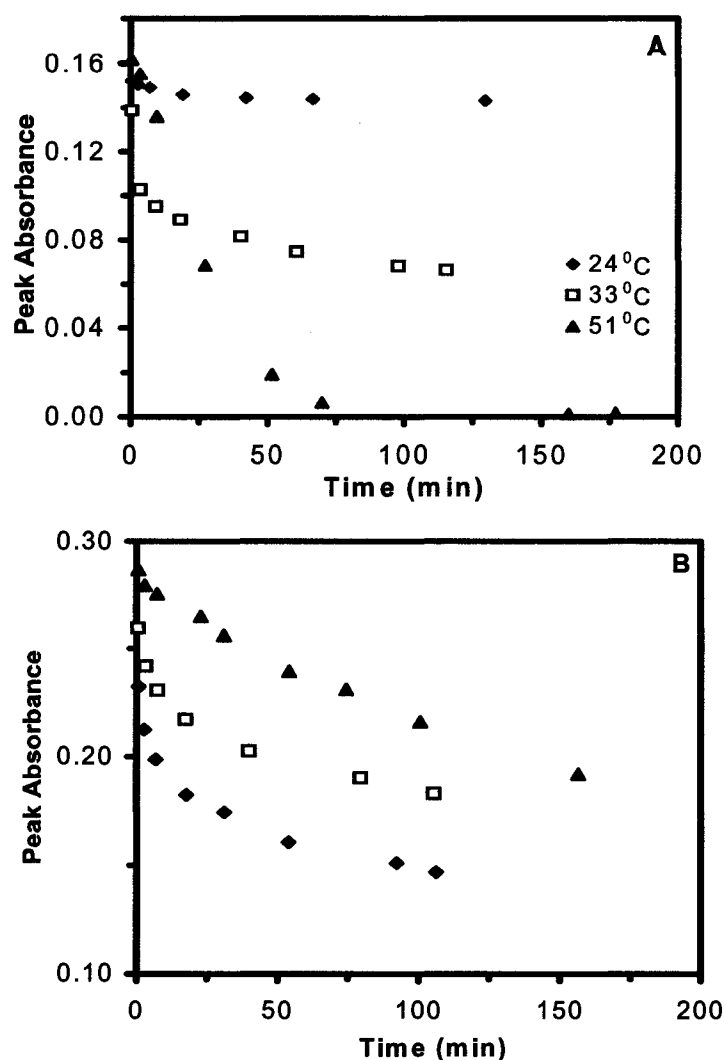 A
0.16
0.12
0.08
0.04
0.00
Peak Absorbance
◆ 24⁰C
□ 33⁰C
▲ 51⁰C
0 50 100 150 200
Time (min)
B
0.30
0.20
0.10
Peak Absorbance
0 50 100 150 200
Time (min)